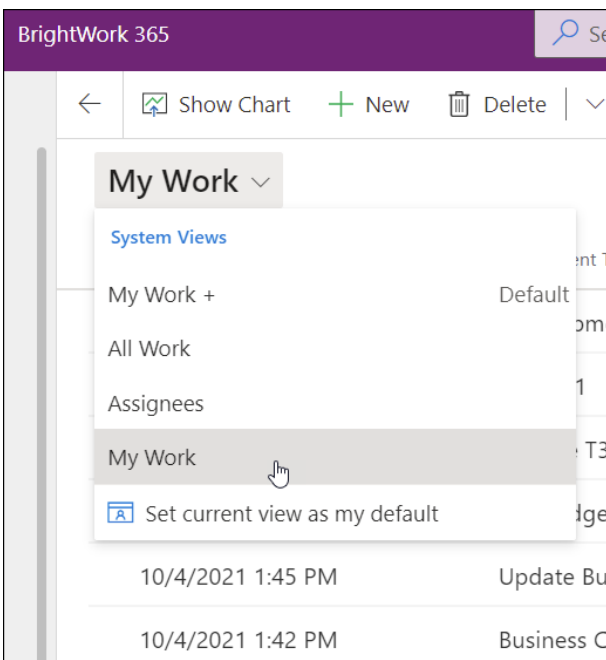 BrightWork 365
Show Chart New Delete
My Work
System Views
My Work + Default
All Work
Assignees
1
My Work
Set current view as my default
10/4/2021 1:45 PM Update
10/4/2021 1:42 PM Business